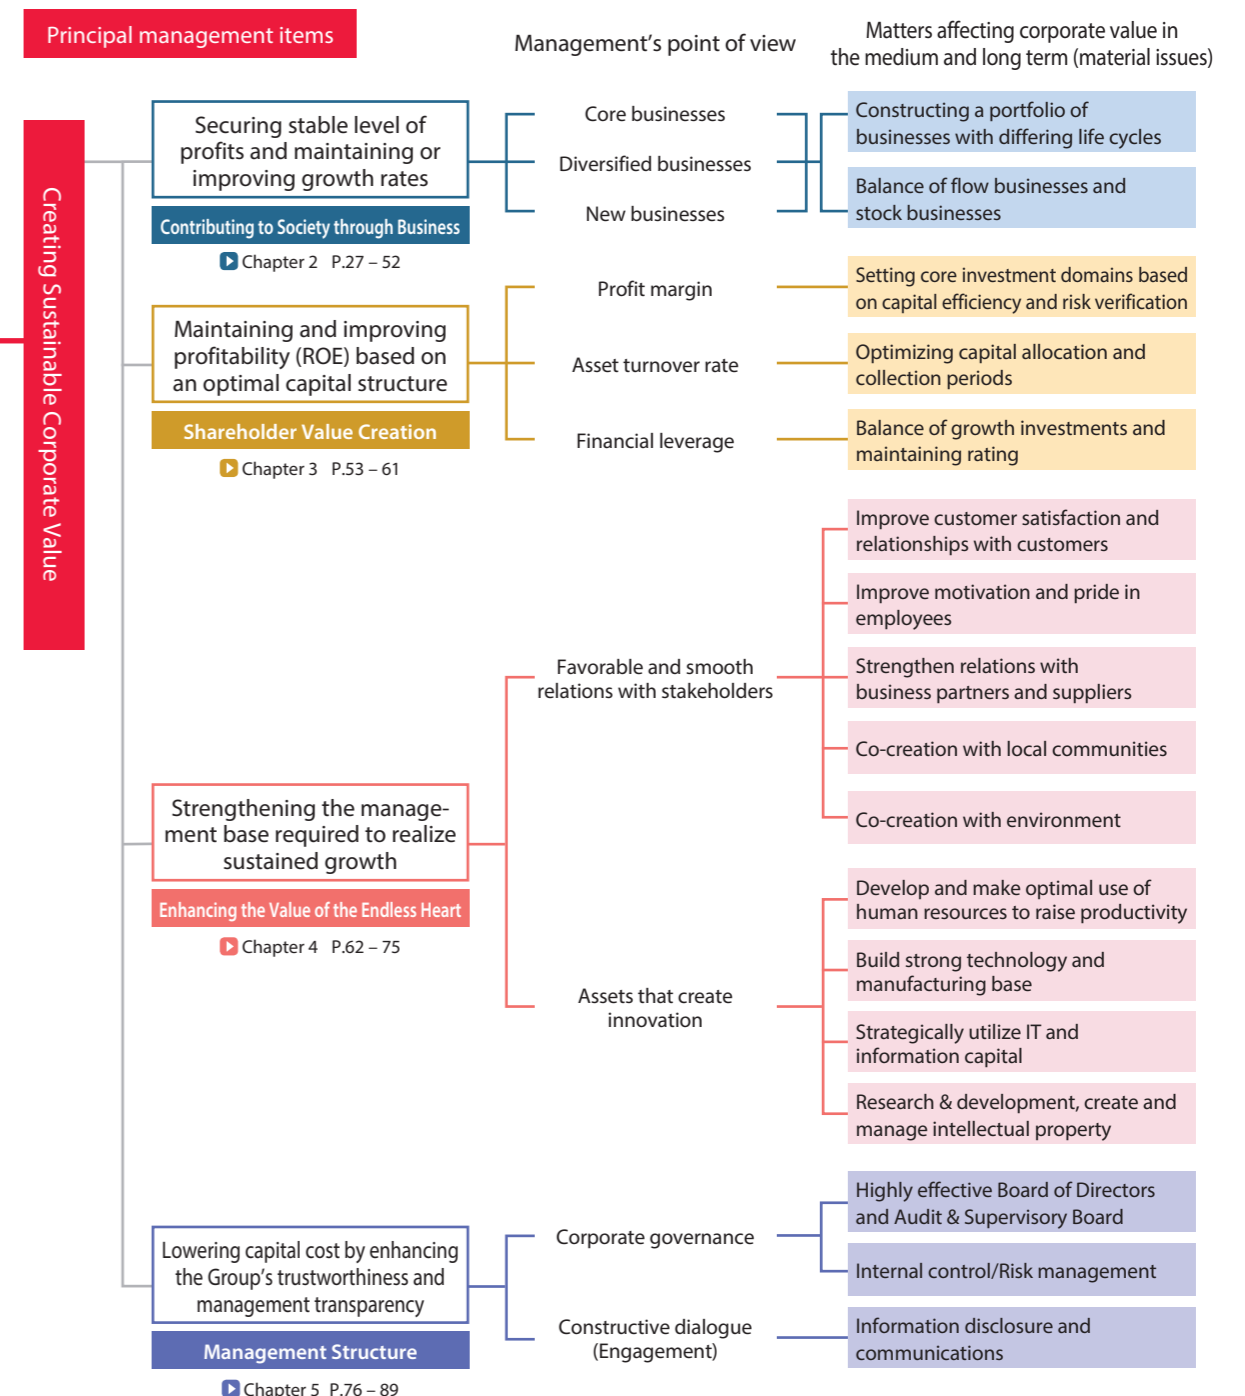 Principal management items
Management's point of view
Matters affecting corporate value in
the medium and long term (material issues)
Creating Sustainable Corporate Value
Securing stable level of
profits and maintaining or
improving growth rates
Contributing to Society through Business
Chapter 2 P.27 – 52
Core businesses
Diversified businesses
New businesses
Constructing a portfolio of
businesses with differing life cycles
Balance of flow businesses and
stock businesses
Maintaining and improving
profitability (ROE) based on
an optimal capital structure
Shareholder Value Creation
Chapter 3 P.53 – 61
Profit margin
Asset turnover rate
Financial leverage
Setting core investment domains based
on capital efficiency and risk verification
Optimizing capital allocation and
collection periods
Balance of growth investments and
maintaining rating
Strengthening the manage-
ment base required to realize
sustained growth
Enhancing the Value of the Endless Heart
Chapter 4 P.62 – 75
Favorable and smooth
relations with stakeholders
Improve customer satisfaction and
relationships with customers
Improve motivation and pride in
employees
Strengthen relations with
business partners and suppliers
Co-creation with local communities
Co-creation with environment
Assets that create
innovation
Develop and make optimal use of
human resources to raise productivity
Build strong technology and
manufacturing base
Strategically utilize IT and
information capital
Research & development, create and
manage intellectual property
Lowering capital cost by enhancing
the Group's trustworthiness and
management transparency
Management Structure
Chapter 5 P.76 – 89
Corporate governance
Constructive dialogue
(Engagement)
Highly effective Board of Directors
and Audit & Supervisory Board
Internal control/Risk management
Information disclosure and
communications